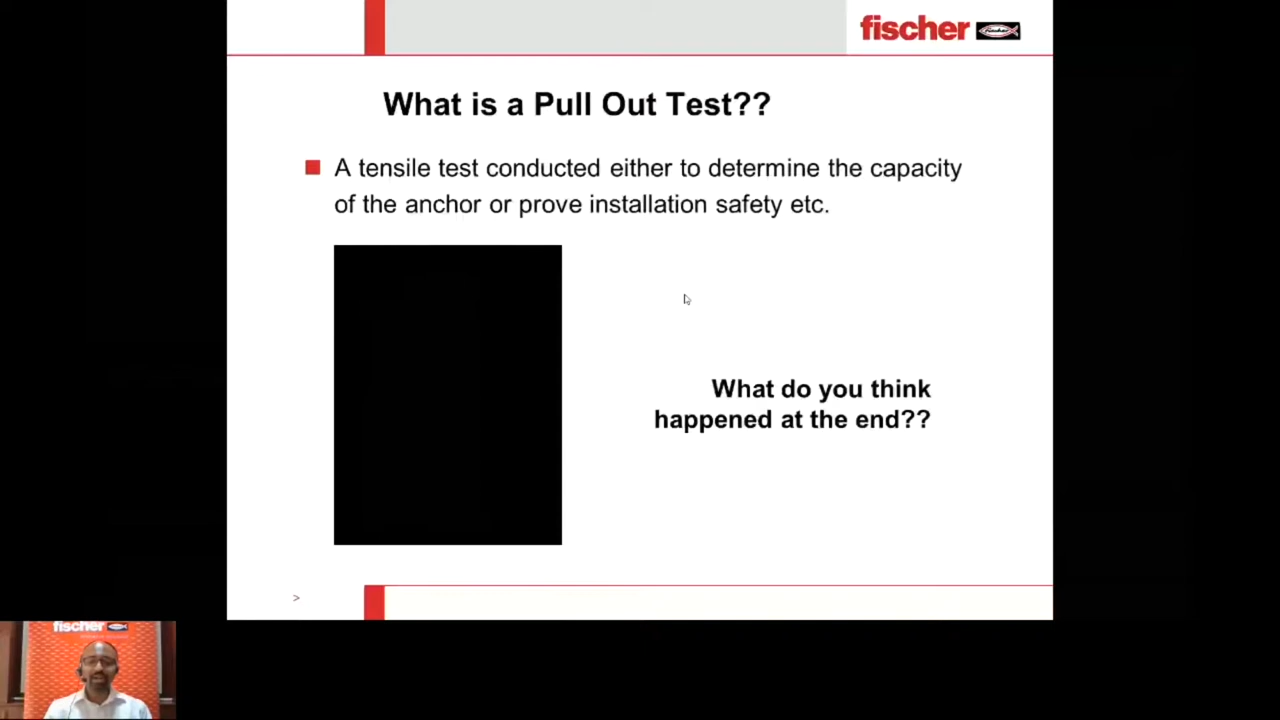 fischer
What is a Pull Out Test??
A tensile test conducted either to determine the capacity
of the anchor or prove installation safety etc.
What do you think
happened at the end??
>
fischer